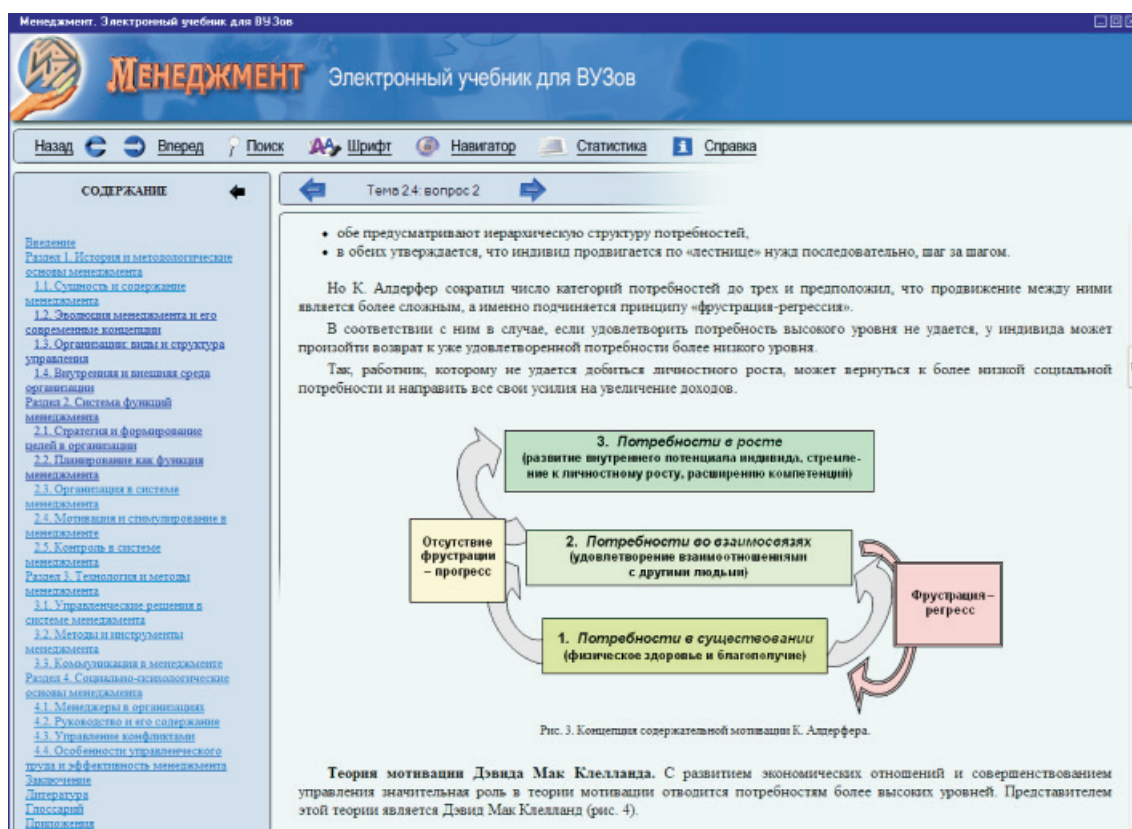 Менеджмент. Электронный учебник для ВУЗов
МЕНЕДЖМЕНТ Электронный учебник для ВУЗов
Назад Вперед Поиск Шрифт Навигатор Статистика Справка
СОДЕРЖАНИЕ
Введение
Раздел 1. История и методологические
основы менеджмента
1.1. Сущность и содержание
менеджмента
1.2. Эволюция менеджмента и его
современные концепции
1.3. Организации: виды и структура
управления
1.4. Внутренняя и внешняя среда
организации
Раздел 2. Система функций
менеджмента
2.1. Стратегия и формирование
целей в организации
2.2. Планирование как функция
менеджмента
2.3. Организация в системе
менеджмента
2.4. Мотивация и стимулирование в
менеджменте
2.5. Контроль в системе
менеджмента
Раздел 3. Технология и методы
менеджмента
3.1. Управленческие решения в
системе менеджмента
3.2. Методы и инструменты
менеджмента
3.3. Коммуникации в менеджменте
Раздел 4. Социально-психологические
основы менеджмента
4.1. Менеджеры в организациях
4.2. Руководство и его содержание
4.3. Управление конфликтами
4.4. Особенности управленческого
труда и эффективность менеджмента
Заключение
Литература
Глоссарий
Приложения
Тема 2.4: вопрос 2
• обе предусматривают иерархическую структуру потребностей,
• в обеих утверждается, что индивид продвигается по «лестнице» нужд последовательно, шаг за шагом.
Но К. Алдерфер сократил число категорий потребностей до трех и предположил, что продвижение между ними
является более сложным, а именно подчиняется принципу «фрустрация-регрессия».
В соответствии с ним в случае, если удовлетворить потребность высокого уровня не удается, у индивида может
произойти возврат к уже удовлетворенной потребности более низкого уровня.
Так, работник, которому не удается добиться личностного роста, может вернуться к более низкой социальной
потребности и направить все свои усилия на увеличение доходов.
3. Потребности в росте
(развитие внутреннего потенциала индивида, стремле-
ние к личностному росту, расширению компетенций)
Отсутствие
фрустрации
– прогресс
2. Потребности во взаимосвязях
(удовлетворение взаимоотношениями
с другими людьми)
Фрустрация –
регресс
1. Потребности в существовании
(физическое здоровье и благополучие)
Рис. 3. Концепция содержательной мотивации К. Алдерфера.
Теория мотивации Дэвида Мак Клелланда. С развитием экономических отношений и совершенствованием
управления значительная роль в теории мотивации отводится потребностям более высоких уровней. Представителем
этой теории является Дэвид Мак Клелланд (рис. 4).